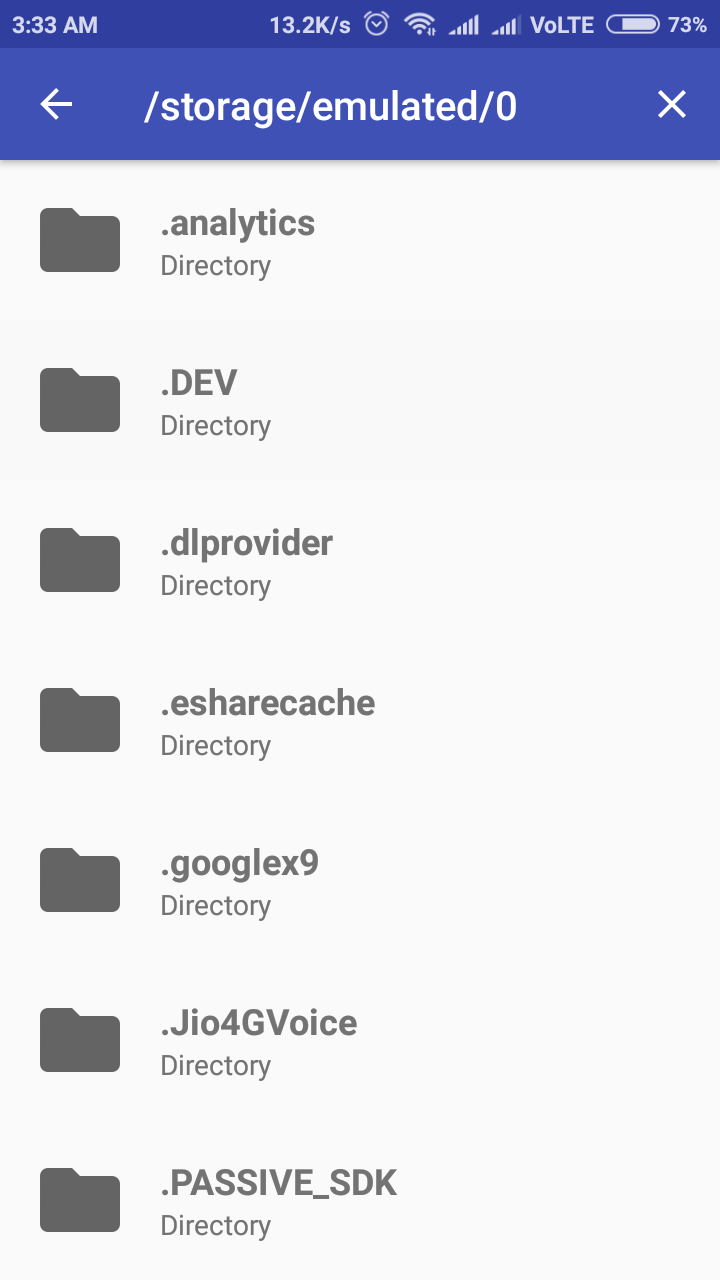 3:33 AM 13.2K/s VoLTE 73%
/storage/emulated/0
.analytics
Directory
.DEV
Directory
.dlprovider
Directory
.esharecache
Directory
.googlex9
Directory
.Jio4GVoice
Directory
.PASSIVE_SDK
Directory